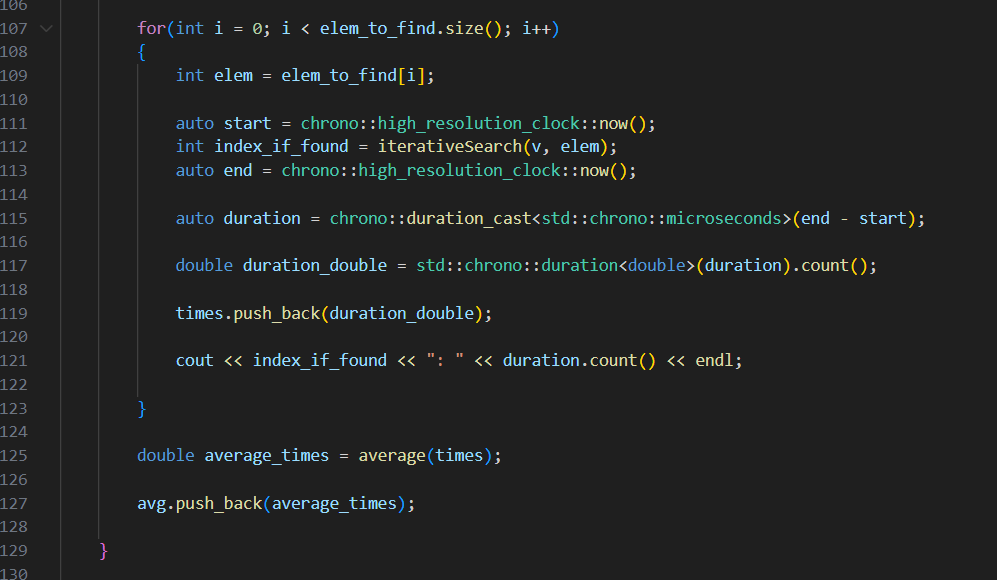 106
107 for(int i = 0; i < elem_to_find.size(); i++)
108 {
109 int elem = elem_to_find[i];
110
111 auto start = chrono::high_resolution_clock::now();
112 int index_if_found = iterativeSearch(v, elem);
113 auto end = chrono::high_resolution_clock::now();
114
115 auto duration = chrono::duration_cast<std::chrono::microseconds>(end - start);
116
117 double duration_double = std::chrono::duration<double>(duration).count();
118
119 times.push_back(duration_double);
120
121 cout << index_if_found << ": " << duration.count() << endl;
122
123 }
124
125 double average_times = average(times);
126
127 avg.push_back(average_times);
128
129 }
130